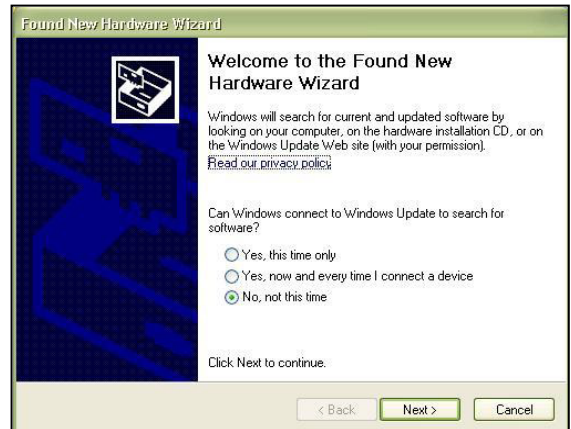 Found New Hardware Wizard
Welcome to the Found New
Hardware Wizard
Windows will search for current and updated software by
looking on your computer, on the hardware installation CD, or on
the Windows Update Web site (with your permission).
Read our privacy policy
Can Windows connect to Windows Update to search for
software?
Yes, this time only
Yes, now and every time I connect a device
No, not this time
Click Next to continue.
< Back Next > Cancel